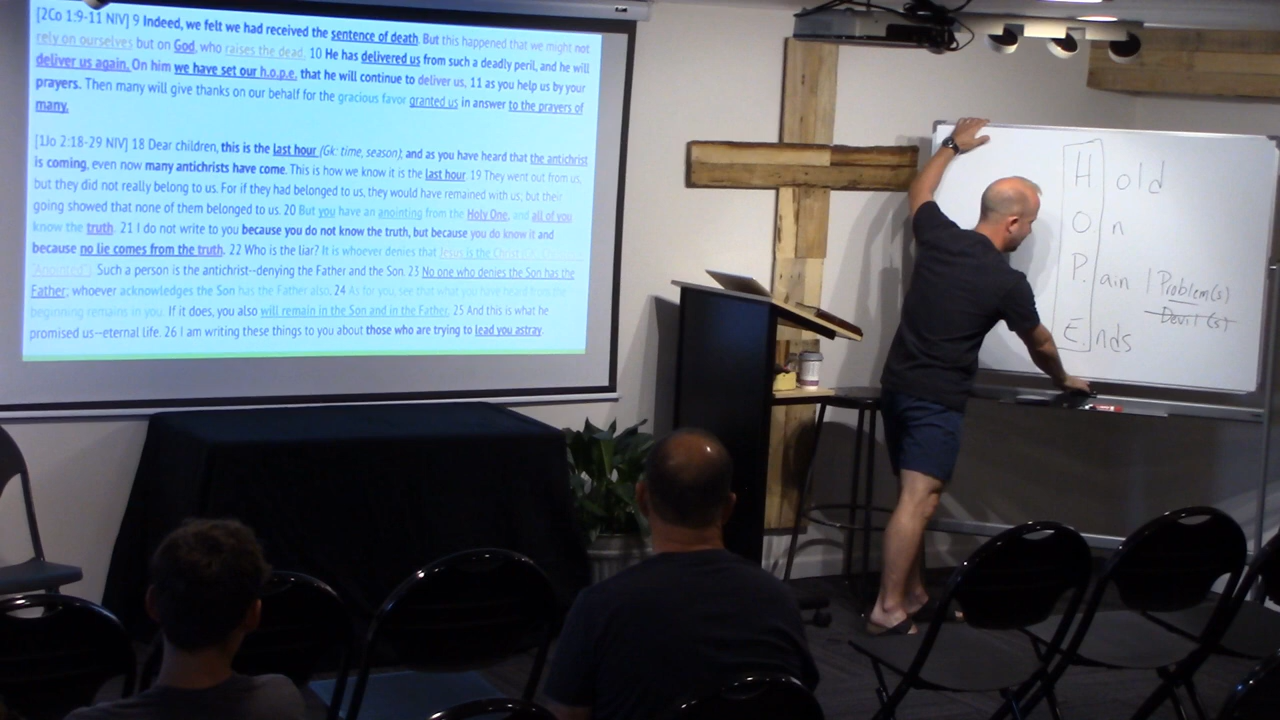 [2Co 1:9-11 NIV] 9 Indeed, we felt we had received the sentence of death. But this happened that we might not
rely on ourselves but on God, who raises the dead. 10 He has delivered us from such a deadly peril, and he will
deliver us again. On him we have set our h.o.p.e. that he will continue to deliver us, 11 as you help us by your
prayers. Then many will give thanks on our behalf for the gracious favor granted us in answer to the prayers of
many.
[1Jo 2:18-29 NIV] 18 Dear children, this is the last hour (Gk: time, season); and as you have heard that the antichrist
is coming, even now many antichrists have come. This is how we know it is the last hour. 19 They went out from us,
but they did not really belong to us. For if they had belonged to us, they would have remained with us; but their
going showed that none of them belonged to us. 20 But you have an anointing from the Holy One, and all of you
know the truth. 21 I do not write to you because you do not know the truth, but because you do know it and
because no lie comes from the truth. 22 Who is the liar? It is whoever denies that Jesus is the Christ
"Anointed"). Such a person is the antichrist--denying the Father and the Son. 23 No one who denies the Son has the
Father; whoever acknowledges the Son has the Father also. 24 As for you, see that what you have heard from the
beginning remains in you. If it does, you also will remain in the Son and in the Father. 25 And this is what he
promised us--eternal life. 26 I am writing these things to you about those who are trying to lead you astray.
H old
O n
P. ain | Problem(s)
Devil(s)
E. nds